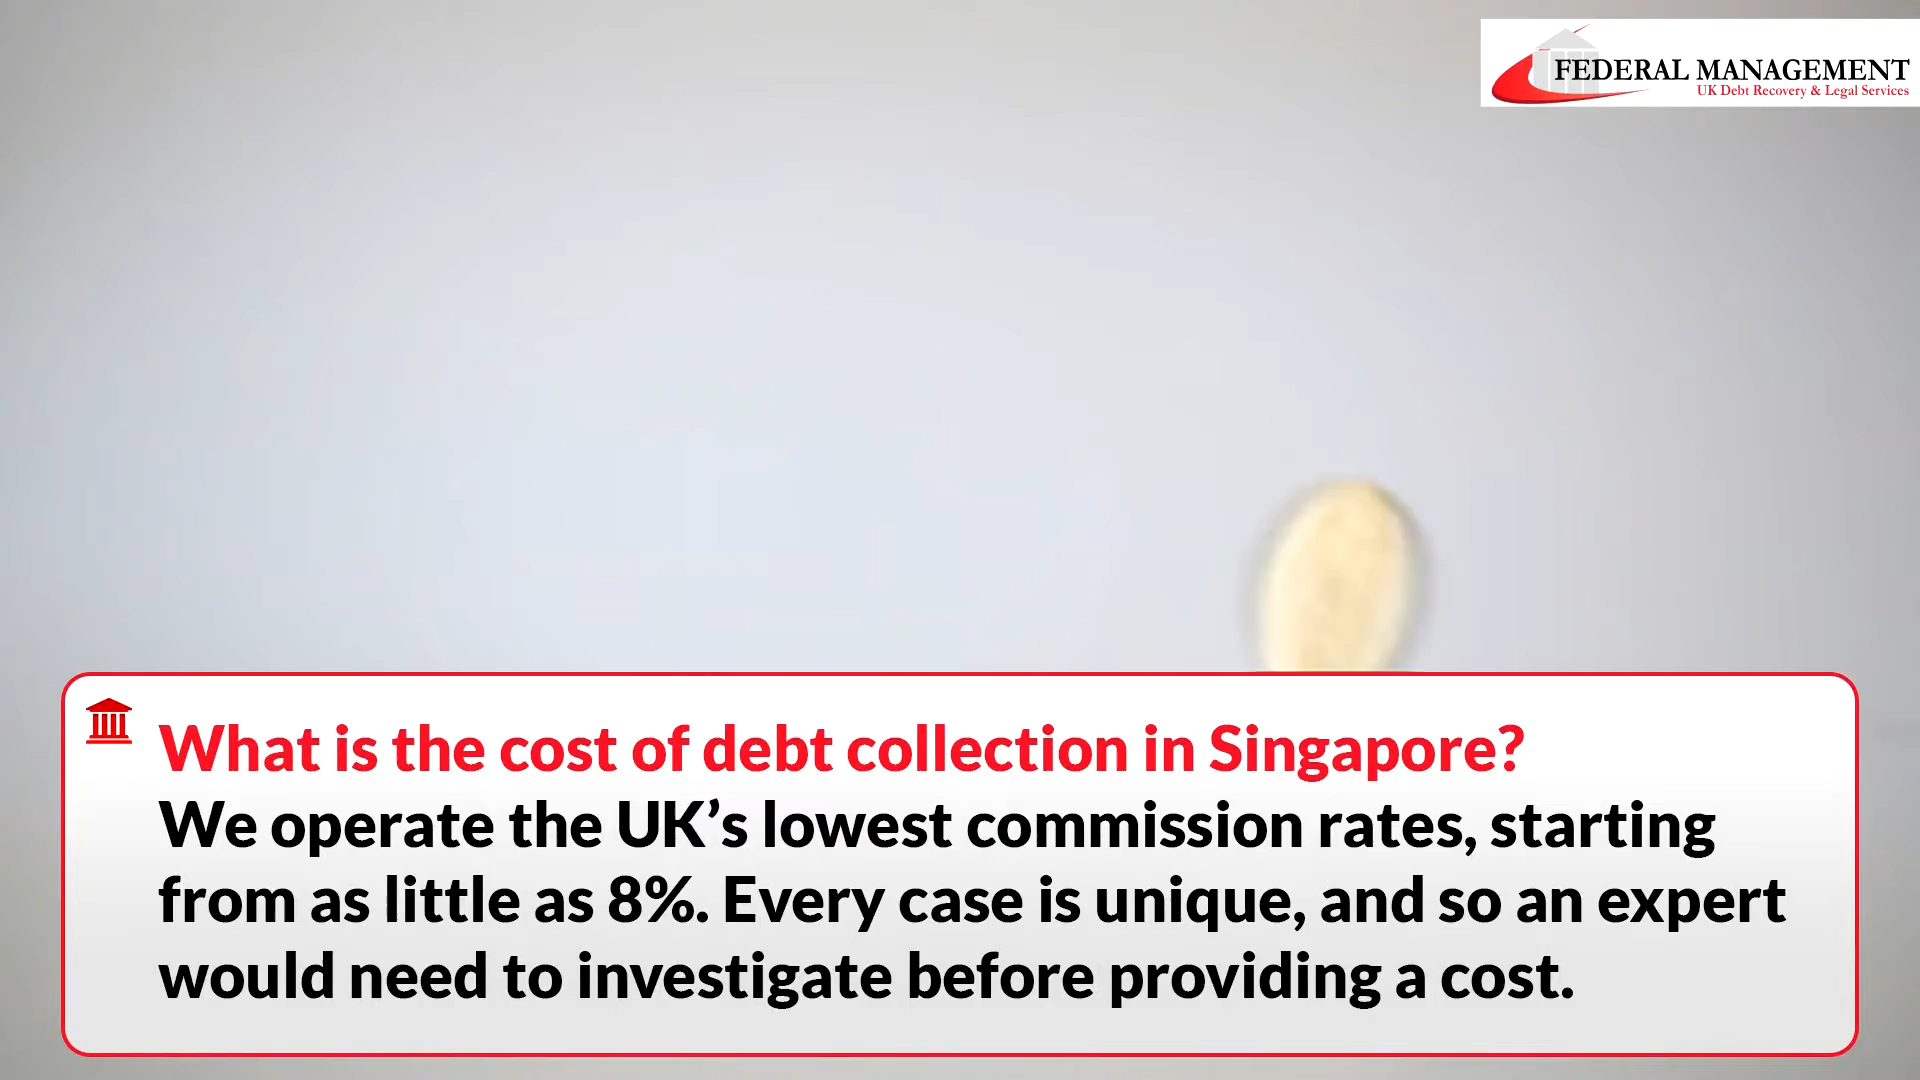 FEDERAL MANAGEMENT
UK Debt Recovery & Legal Services
What is the cost of debt collection in Singapore?
We operate the UK’s lowest commission rates, starting
from as little as 8%. Every case is unique, and so an expert
would need to investigate before providing a cost.